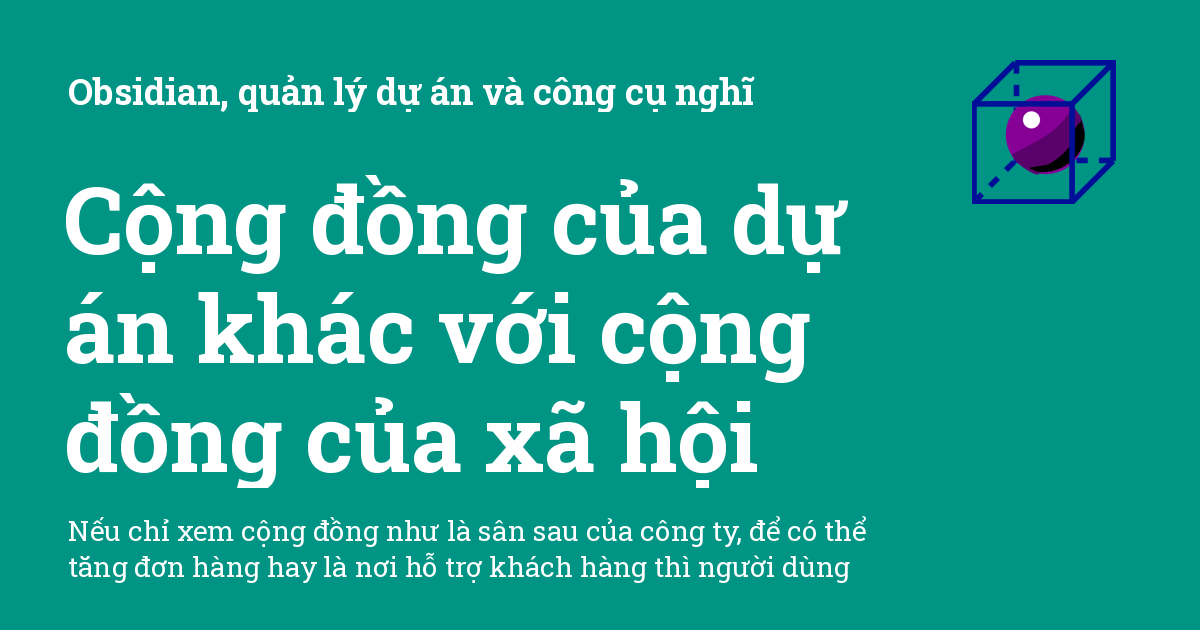 Obsidian, quản lý dự án và công cụ nghĩ
Cộng đồng của dự
án khác với cộng
đồng của xã hội
Nếu chỉ xem cộng đồng như là sân sau của công ty, để có thể
tăng đơn hàng hay là nơi hỗ trợ khách hàng thì người dùng